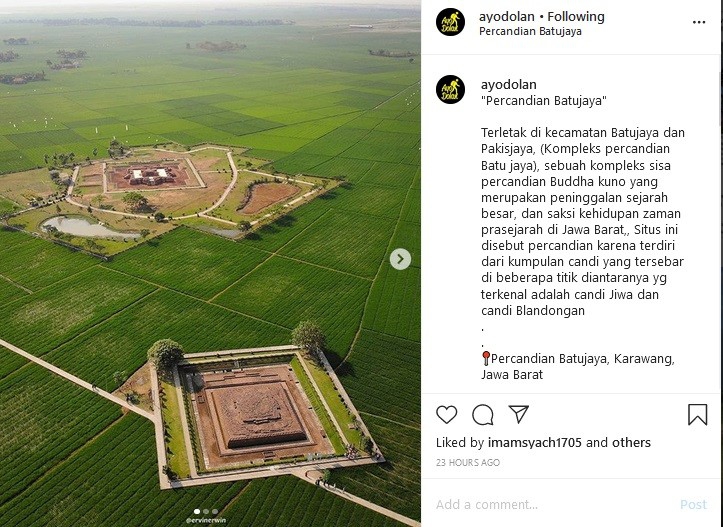 ayodolan • Following
Percandian Batujaya
ayodolan
"Percandian Batujaya"
Terletak di kecamatan Batujaya dan
Pakisjaya, (Kompleks percandian
Batu jaya), sebuah kompleks sisa
percandian Buddha kuno yang
merupakan peninggalan sejarah
besar, dan saksi kehidupan zaman
prasejarah di Jawa Barat,, Situs ini
disebut percandian karena terdiri
dari kumpulan candi yang tersebar
di beberapa titik diantaranya yg
terkenal adalah candi Jiwa dan
candi Blandongan
.
.
Percandian Batujaya, Karawang,
Jawa Barat
Liked by imamsyach1705 and others
23 HOURS AGO
Add a comment...
Post
@ervinerwin